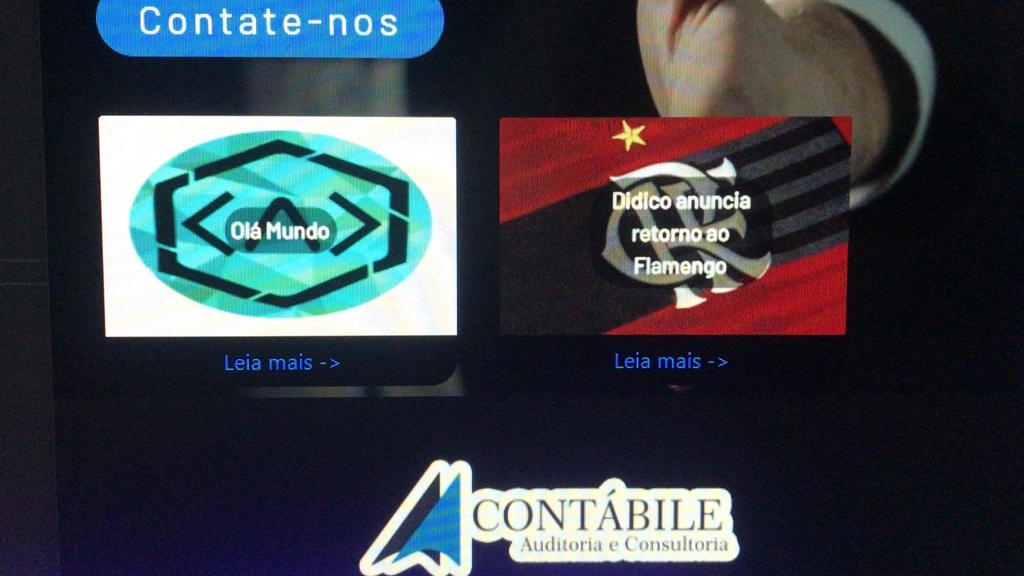 Contate-nos
Olá Mundo
Didico anuncia
retorno ao
Flamengo
Leia mais ->
Leia mais ->
CONTÁBILE
Auditoria e Consultoria